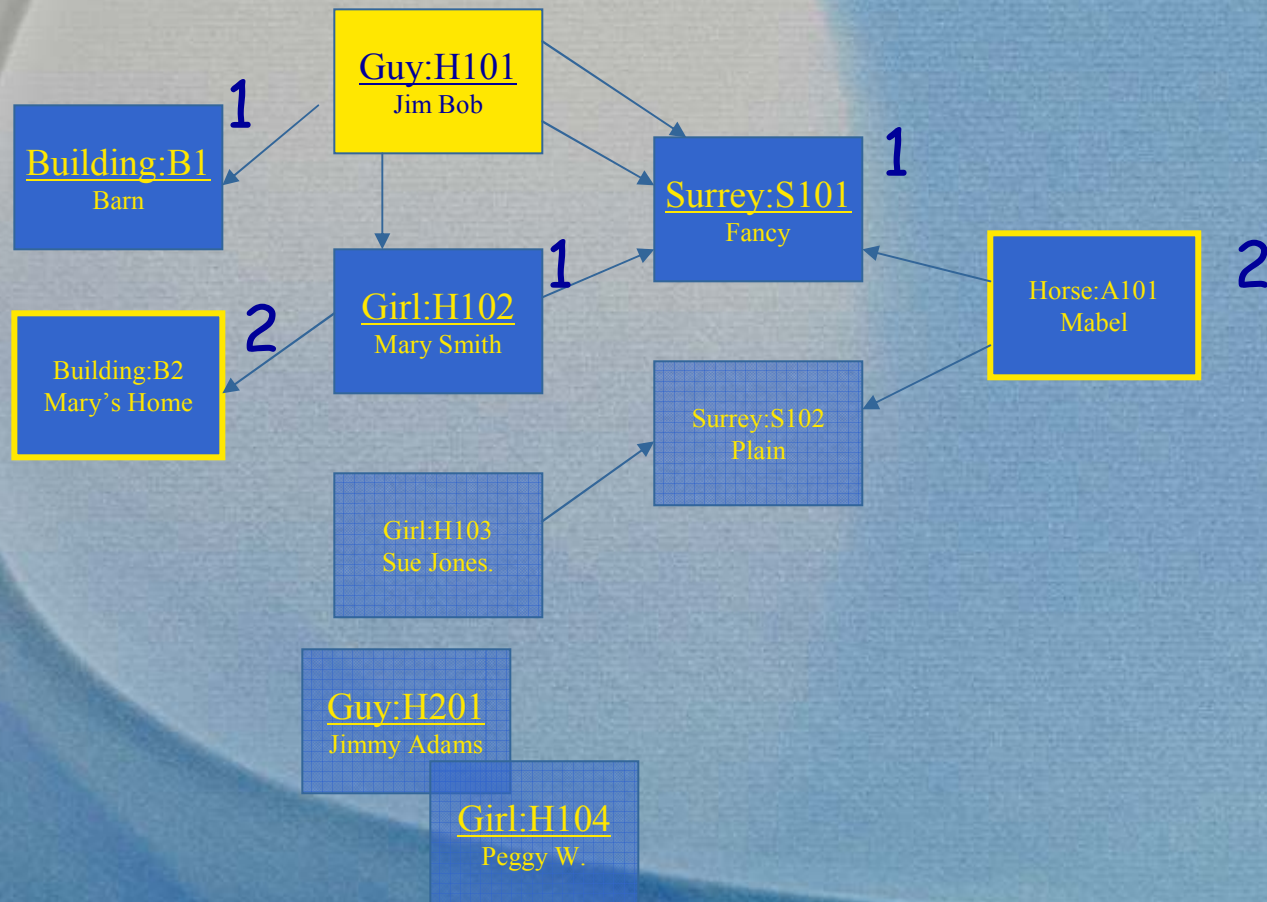 Guy:H101
Jim Bob
1
Building:B1
Barn
1
Surrey:S101
Fancy
1
Girl:H102
Mary Smith
2
Horse:A101
Mabel
2
Building:B2
Mary’s Home
Surrey:S102
Plain
Girl:H103
Sue Jones.
Guy:H201
Jimmy Adams
Girl:H104
Peggy W.